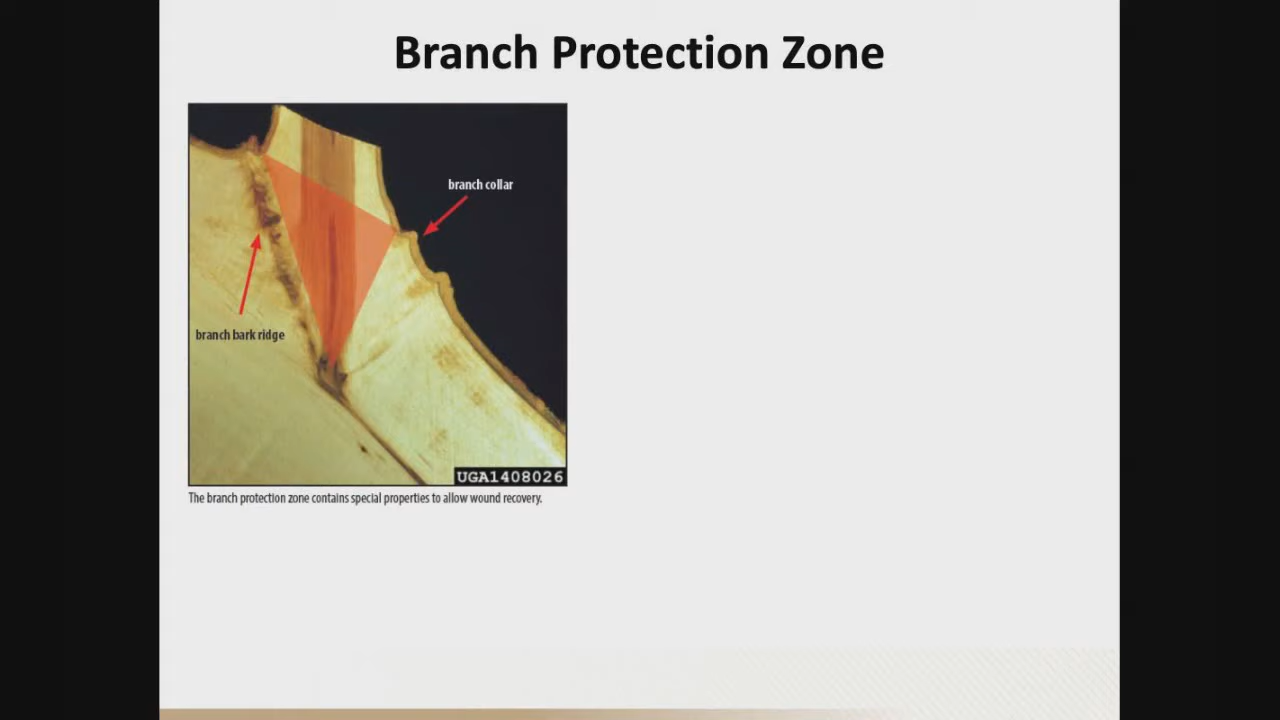 Branch Protection Zone
branch collar
branch bark ridge
UGA1408026
The branch protection zone contains special properties to allow wound recovery.